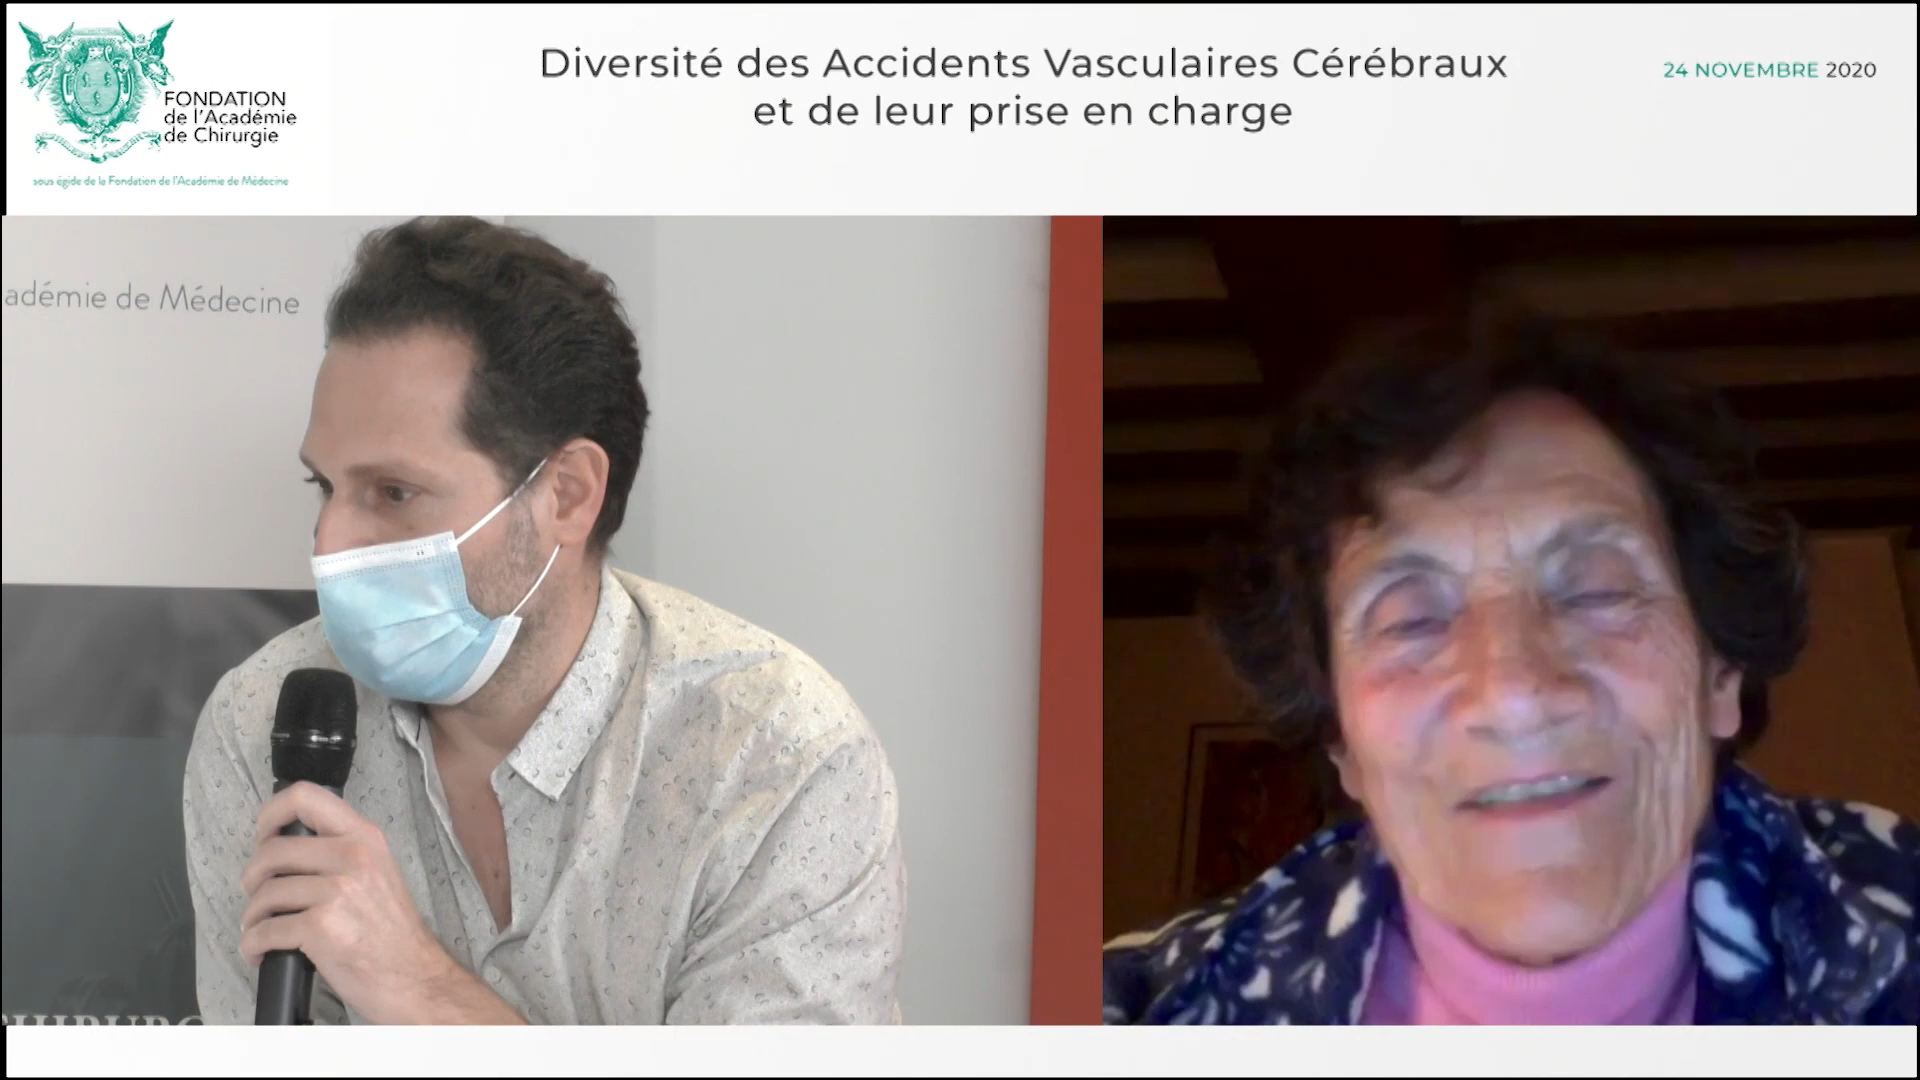 FONDATION
de l'Académie
de Chirurgie
sous égide de la Fondation de l'Académie de Médecine
Diversité des Accidents Vasculaires Cérébraux
et de leur prise en charge
24 NOVEMBRE 2020
adémie de Médecine